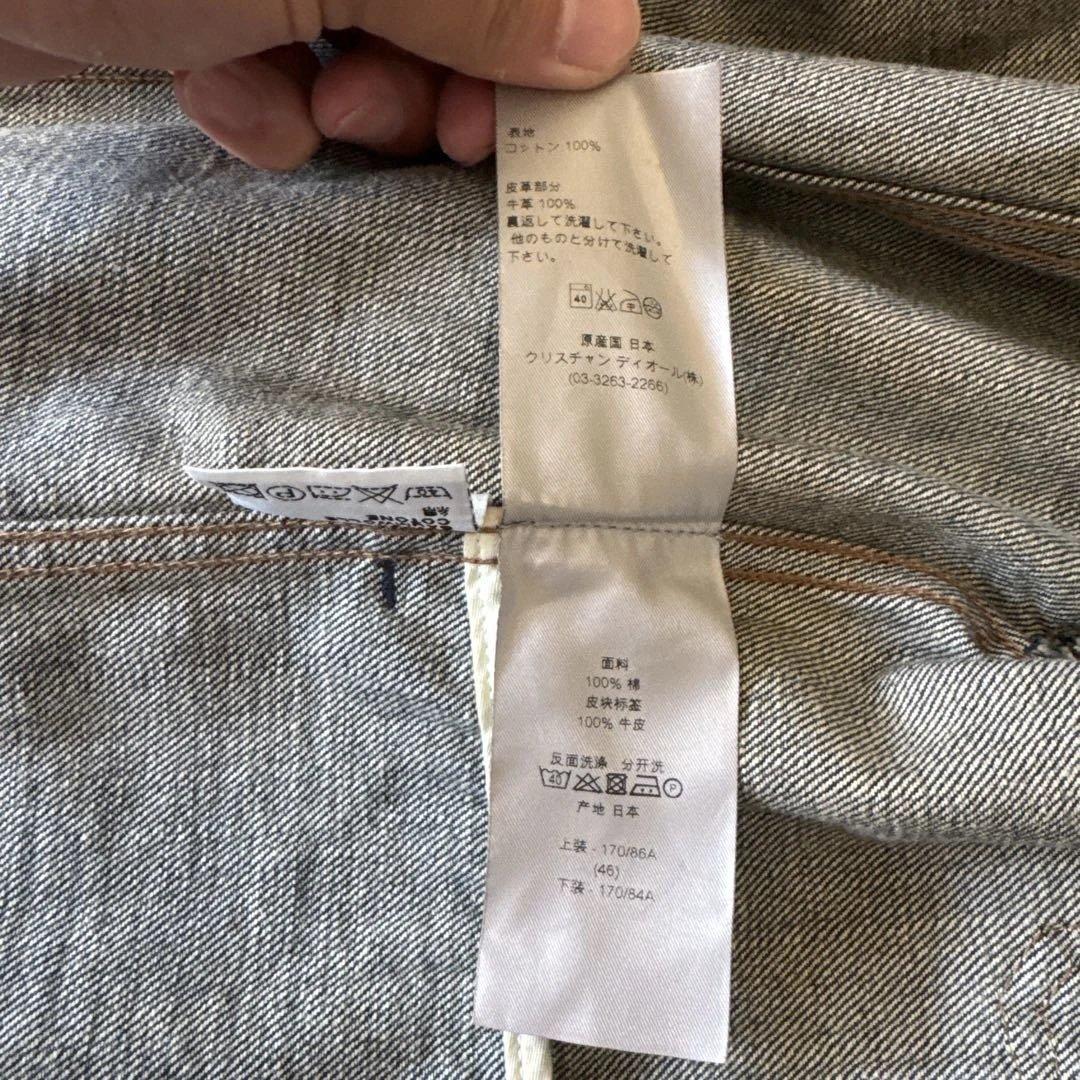 表地
コットン 100%
皮革部分
牛革 100%
裏返して洗濯して下さい。
他のものと分けて洗濯して
下さい。
40
中
原産国 日本
クリスチャン ディオール(株)
(03-3263-2266)
P
COTONE
面料
100% 棉
皮块标签
100% 牛皮
反面洗涤 分开洗
40
P
产地 日本
上装 - 170/86A
(46)
下装 - 170/84A